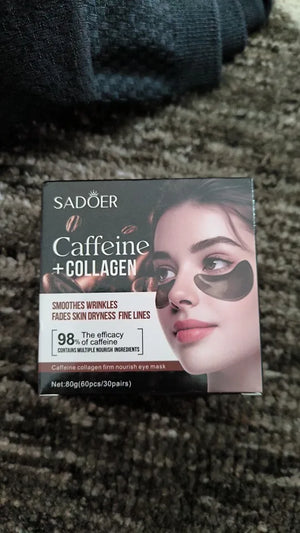 SADOER
Caffeine
+COLLAGEN
SMOOTHES WRINKLES
FADES SKIN DRYNESS FINE LINES
98% The efficacy
of caffeine
CONTAINS MULTIPLE NOURISH INGREDIENTS
Caffeine collagen firm nourish eye mask
Net:80g(60pcs/30pairs)